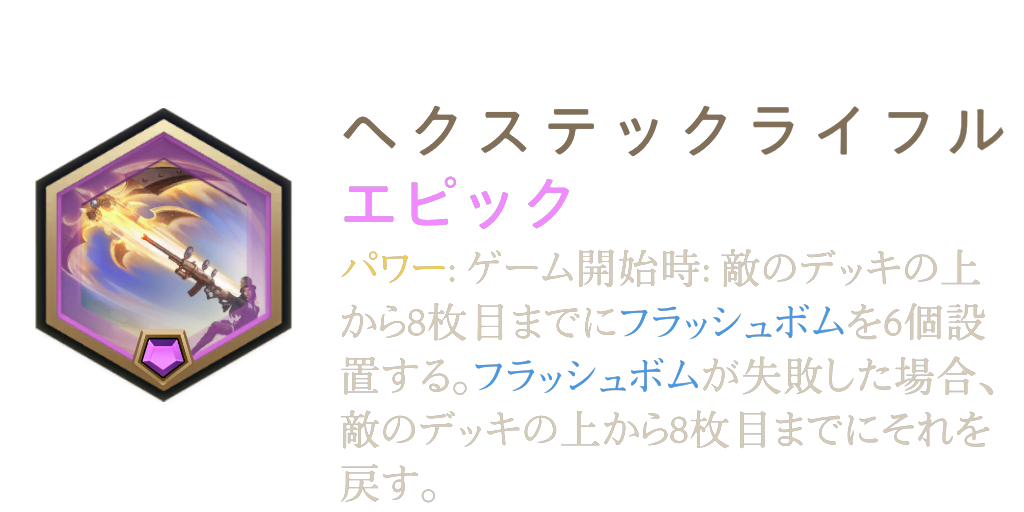 ヘクステックライフル
エピック
パワー: ゲーム開始時: 敵のデッキの上
から8枚目までにフラッシュボムを6個設
置する。フラッシュボムが失敗した場合、
敵のデッキの上から8枚目までにそれを
戻す。